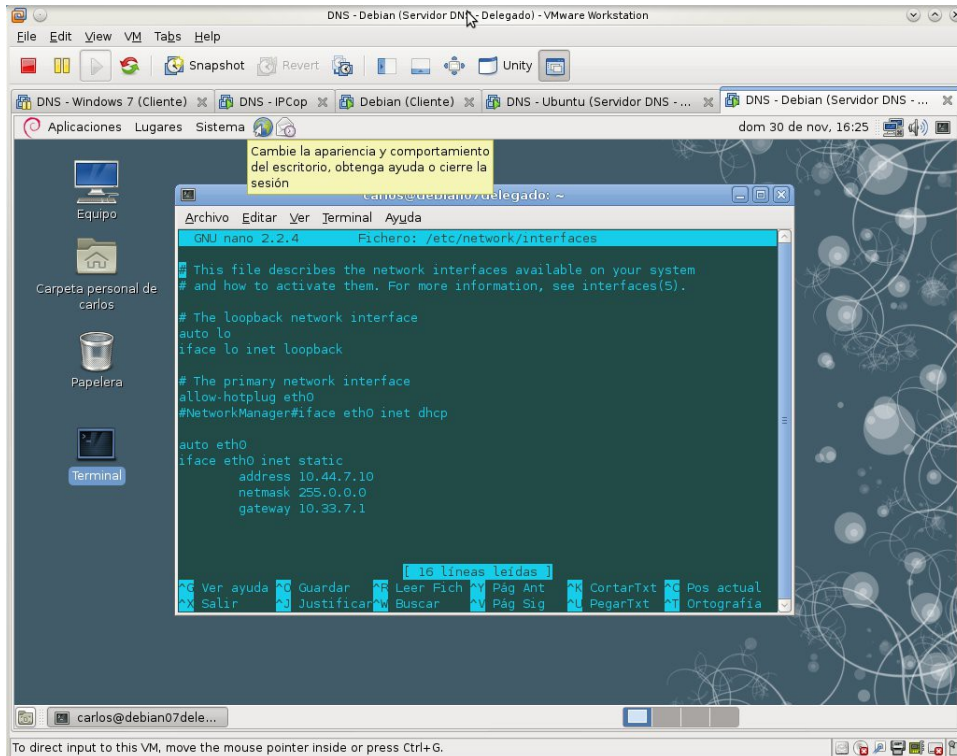 DNS - Debian (Servidor DNS - Delegado) - VMware Workstation
File Edit View VM Tabs Help
Snapshot Revert Unity
DNS - Windows 7 (Cliente) DNS - IPCop Debian (Cliente) DNS - Ubuntu (Servidor DNS - ... DNS - Debian (Servidor DNS - ...
Aplicaciones Lugares Sistema dom 30 de nov, 16:25
Cambie la apariencia y comportamiento
del escritorio, obtenga ayuda o cierre la
sesión
carlos@debian07delegado: ~
Equipo
Carpeta personal de
carlos
Papelera
Terminal
Archivo Editar Ver Terminal Ayuda
GNU nano 2.2.4 Fichero: /etc/network/interfaces
# This file describes the network interfaces available on your system
# and how to activate them. For more information, see interfaces(5).
# The loopback network interface
auto lo
iface lo inet loopback
# The primary network interface
allow-hotplug eth0
#NetworkManager#iface eth0 inet dhcp
auto eth0
iface eth0 inet static
address 10.44.7.10
netmask 255.0.0.0
gateway 10.33.7.1
[ 16 líneas leídas ]
^G Ver ayuda ^O Guardar ^R Leer Fich ^Y Pág Ant ^K CortarTxt ^C Pos actual
^X Salir ^J Justificar ^W Buscar ^V Pág Sig ^U PegarTxt ^T Ortografía
carlos@debian07dele...
To direct input to this VM, move the mouse pointer inside or press Ctrl+G.